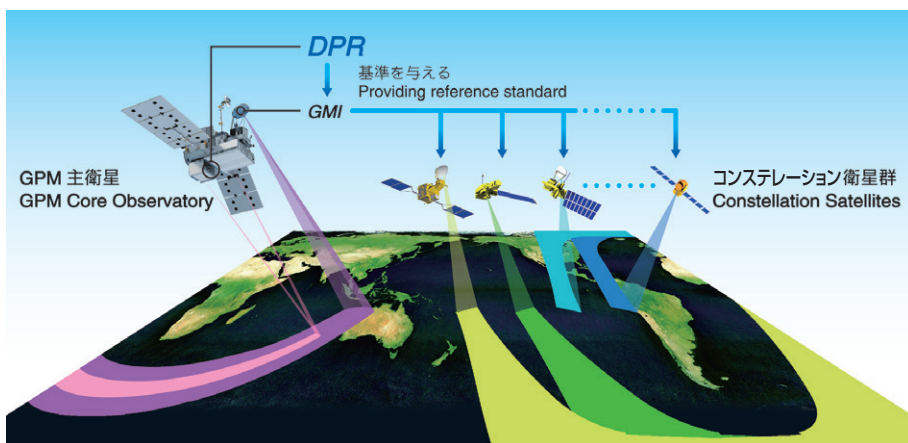 DPR
基準を与える
Providing reference standard
GMI
GPM 主衛星
GPM Core Observatory
コンステレーション衛星群
Constellation Satellites